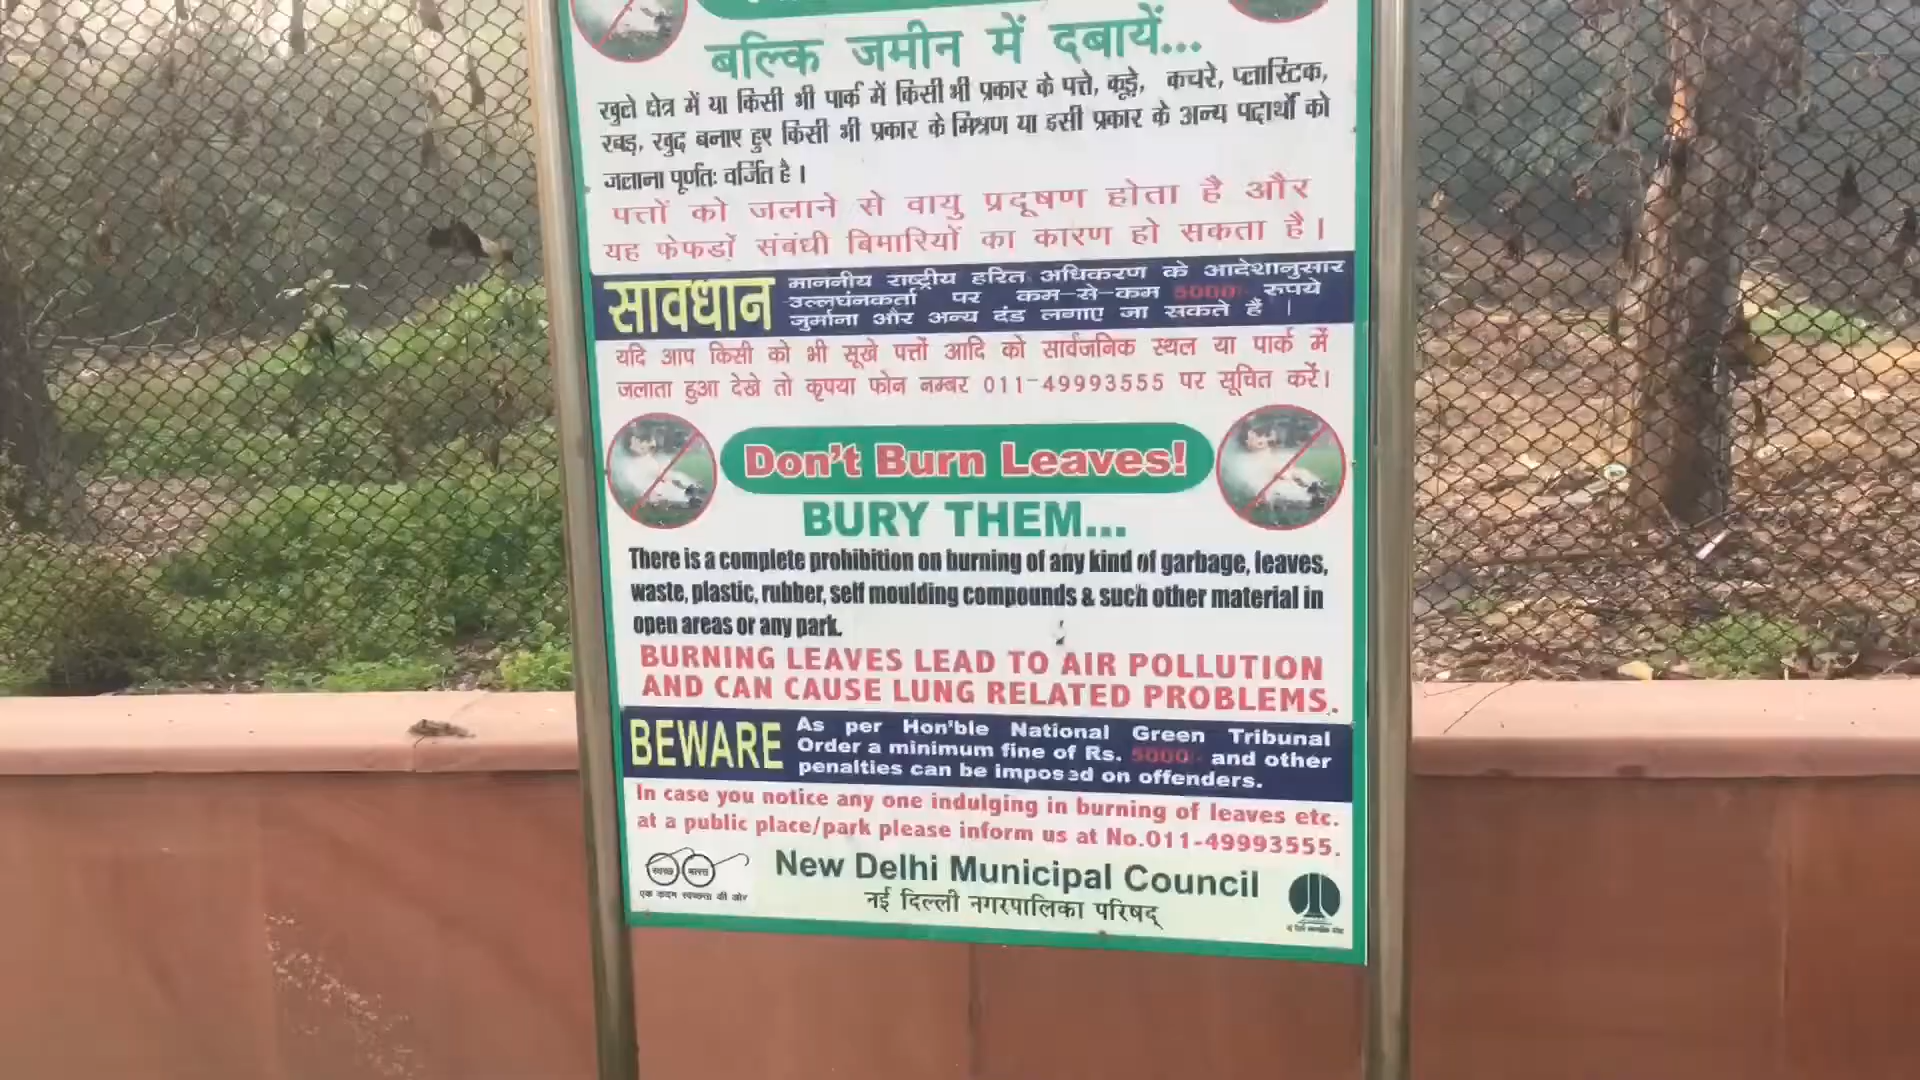 बल्कि जमीन में दबायें...
खुले क्षेत्र में या किसी भी पार्क में किसी भी प्रकार के पत्ते, कूड़े, कचरे, प्लास्टिक,
रबड़, खुद बनाए हुए किसी भी प्रकार के मिश्रण या इसी प्रकार के अन्य पदार्थों को
जलाना पूर्णतः वर्जित है।
पत्तों को जलाने से वायु प्रदूषण होता है और
यह फेफड़ों संबंधी बिमारियों का कारण हो सकता है।
सावधान
माननीय राष्ट्रीय हरित अधिकरण के आदेशानुसार
उल्लघंनकर्ता पर कम-से-कम 5000/- रुपये
जुर्माना और अन्य दंड लगाए जा सकते हैं ।
यदि आप किसी को भी सूखे पत्तों आदि को सार्वजनिक स्थल या पार्क में
जलाता हुआ देखे तो कृपया फोन नम्बर 011-49993555 पर सूचित करें।
Don't Burn Leaves!
BURY THEM...
There is a complete prohibition on burning of any kind of garbage, leaves,
waste, plastic, rubber, self moulding compounds & such other material in
open areas or any park.
BURNING LEAVES LEAD TO AIR POLLUTION
AND CAN CAUSE LUNG RELATED PROBLEMS.
BEWARE
As per Hon'ble National Green Tribunal
Order a minimum fine of Rs. 5000/- and other
penalties can be imposed on offenders.
In case you notice any one indulging in burning of leaves etc.
at a public place/park please inform us at No.011-49993555.
स्वच्छ भारत
एक कदम स्वच्छता की ओर
New Delhi Municipal Council
नई दिल्ली नगरपालिका परिषद्